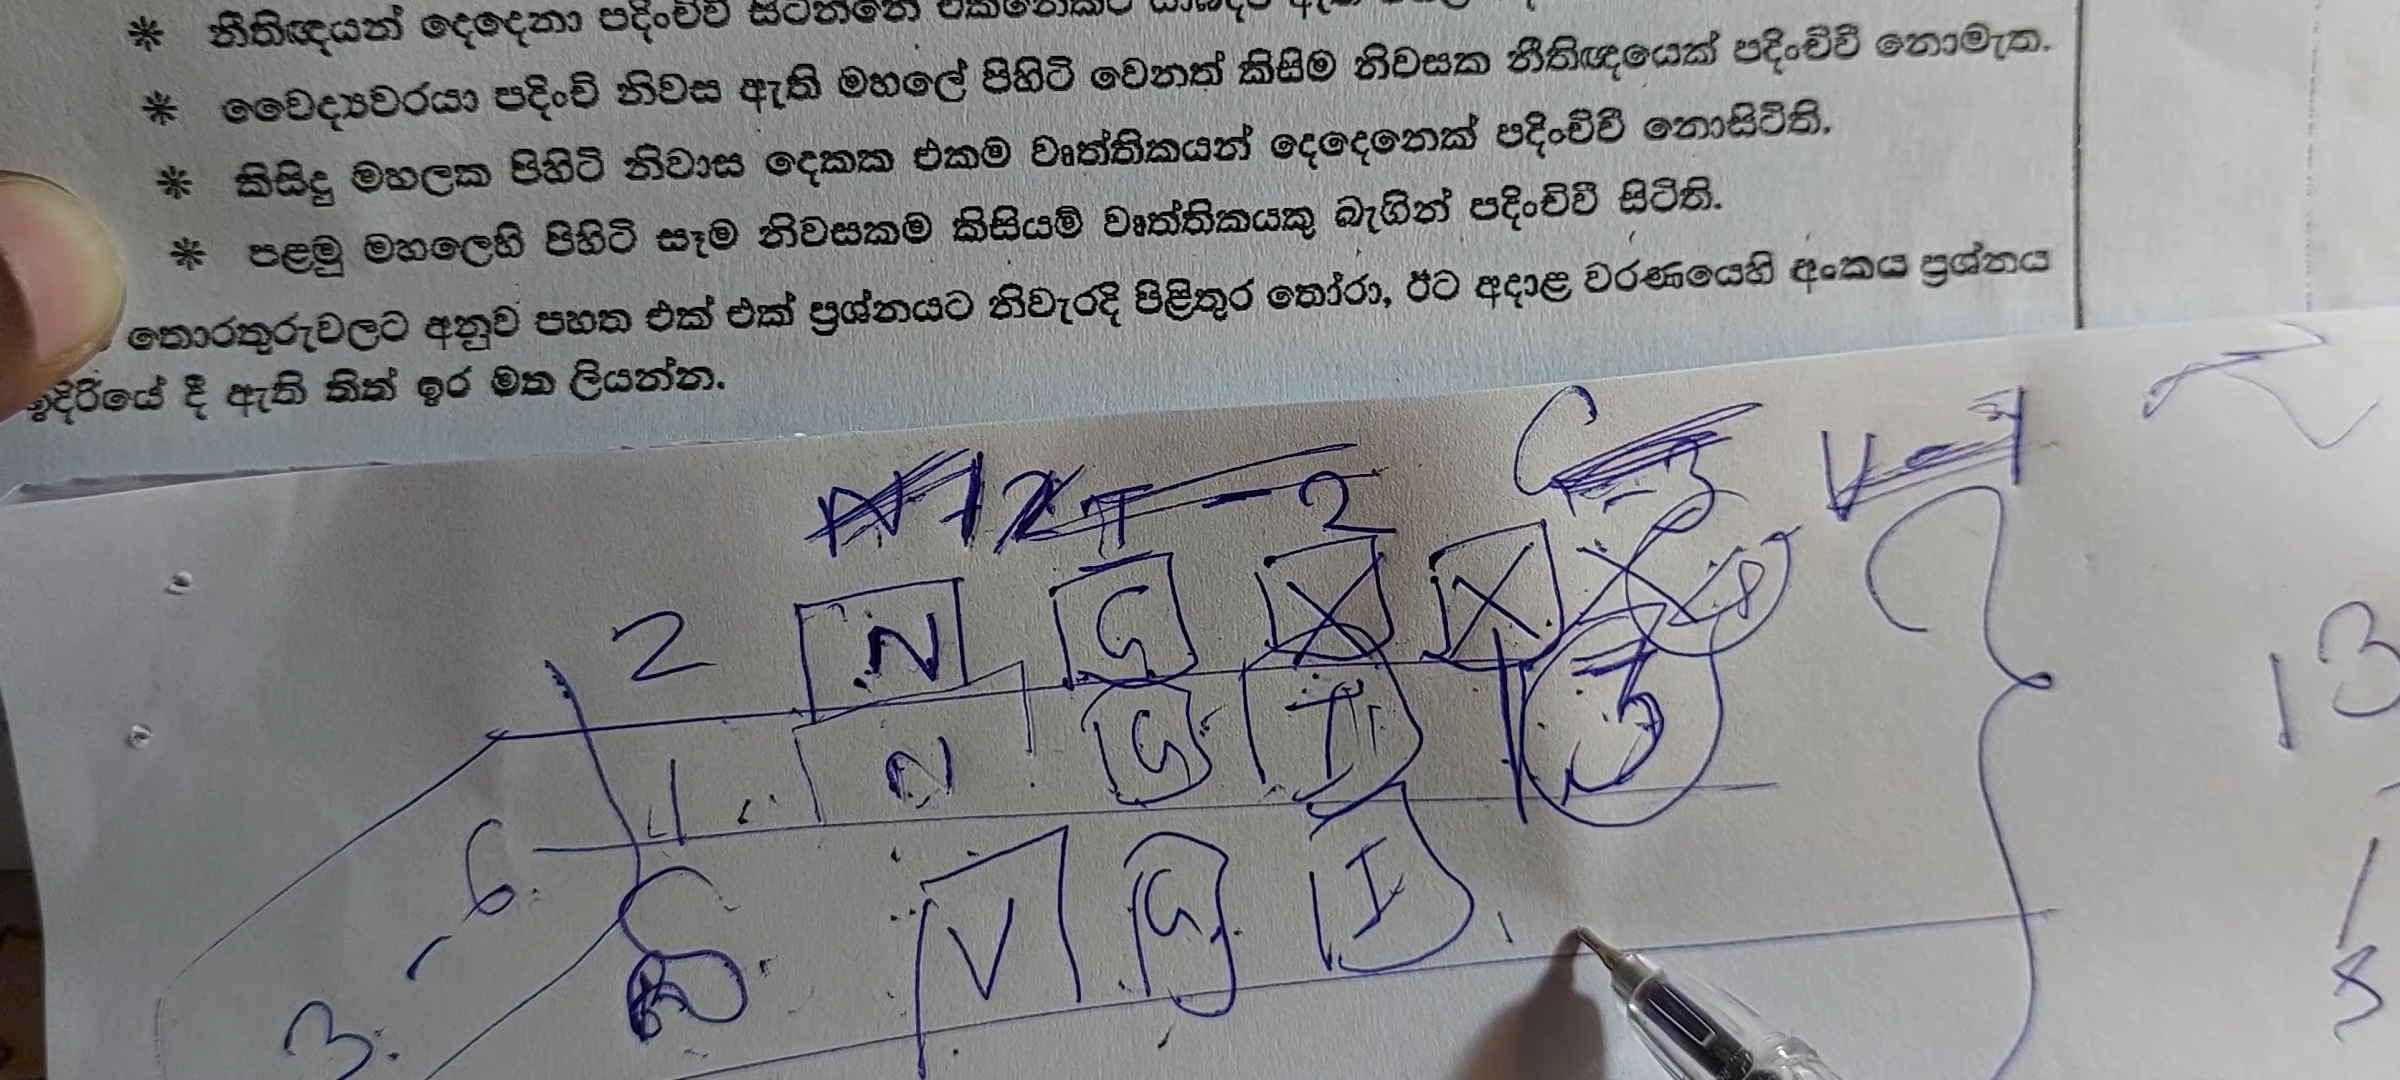 * නීතිඥයන් දෙදෙනා පදිංචිවී සිටින්නේ
* වෛද්‍යවරයා පදිංචි නිවස ඇති මහලේ පිහිටි වෙනත් කිසිම නිවසක නීතිඥයෙක් පදිංචිවී නොමැත.
* කිසිදු මහලක පිහිටි නිවාස දෙකක එකම වෘත්තිකයන් දෙදෙනෙක් පදිංචිවී නොසිටිති.
* පළමු මහලෙහි පිහිටි සෑම නිවසකම කිසියම් වෘත්තිකයකු බැගින් පදිංචිවී සිටිති.
තොරතුරුවලට අනුව පහත එක් එක් ප්‍රශ්නයට නිවැරදි පිළිතුර තෝරා, ඊට අදාළ වරණයෙහි අංකය ප්‍රශ්නය
ඉදිරියේ දී ඇති තිත් ඉර මත ලියන්න.
T - 2
2 N G X X
1 N G T 3
V G I
13
6.
3.